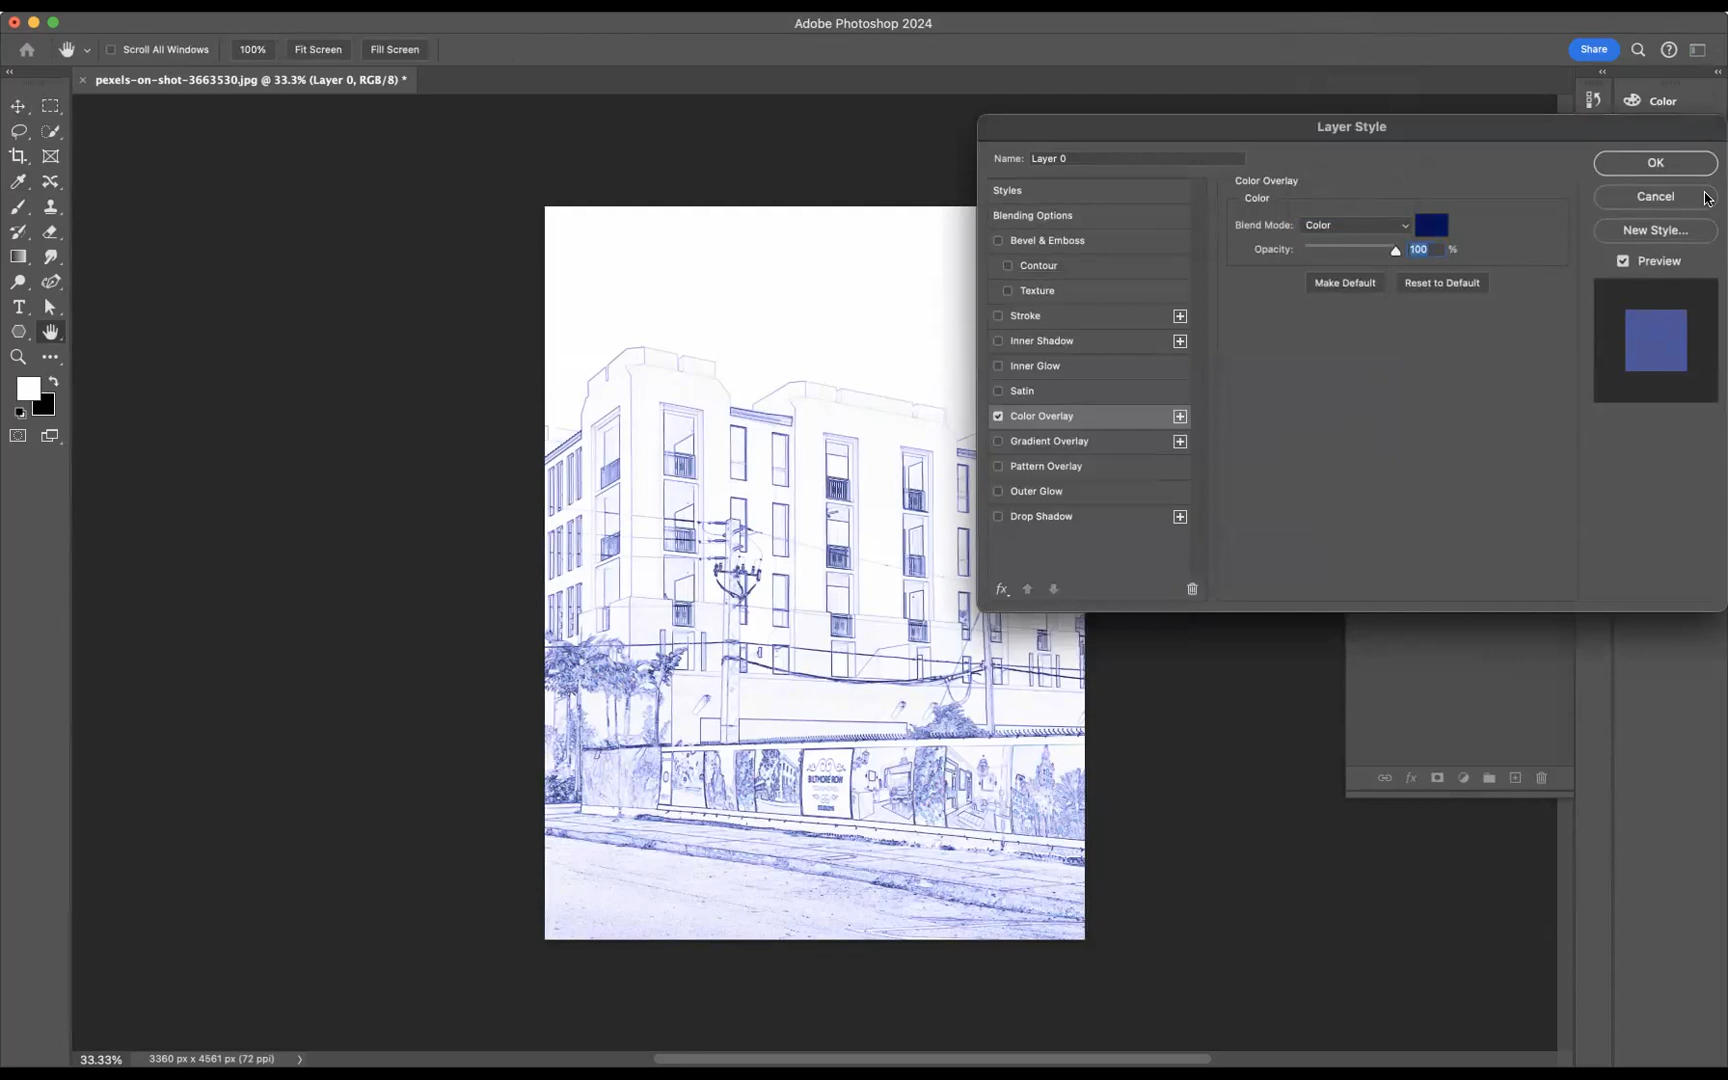 Adobe Photoshop 2024
Scroll All Windows
100%
Fit Screen
Fill Screen
Share
pexels-on-shot-3663530.jpg @ 33.3% (Layer 0, RGB/8) *
Color
Layer Style
Name: Layer 0
Styles
Blending Options
Bevel & Emboss
Contour
Texture
Stroke
Inner Shadow
Inner Glow
Satin
Color Overlay
Gradient Overlay
Pattern Overlay
Outer Glow
Drop Shadow
fx
Color Overlay
Color
Blend Mode: Color
Opacity: 100 %
Make Default
Reset to Default
OK
Cancel
New Style...
Preview
BILTMORE ROW
fx
33.33%
3360 px x 4561 px (72 ppi)